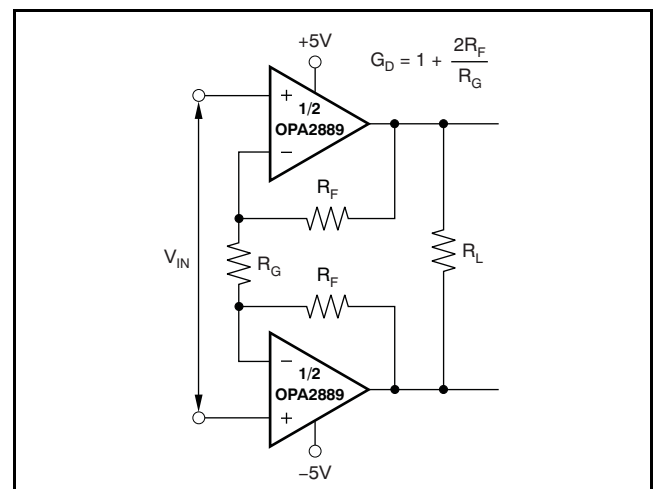 +5V
G_D = 1 + 2R_F / R_G
+
1/2
OPA2889
−
R_F
V_IN
R_G
R_L
R_F
−
1/2
OPA2889
+
−5V